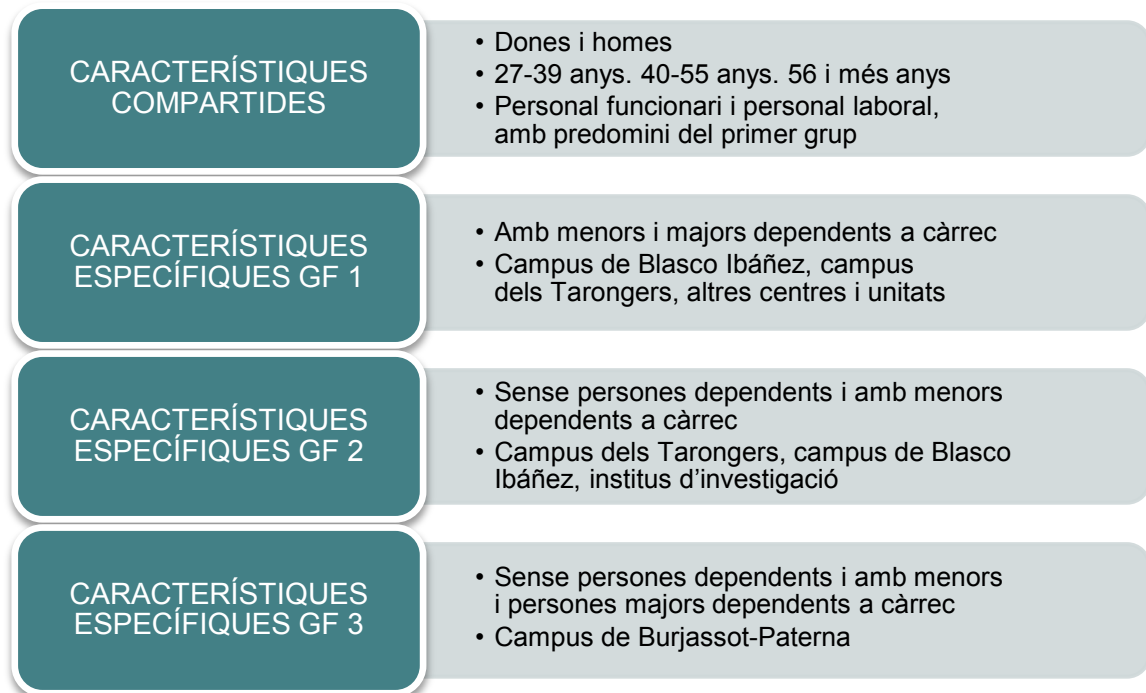 CARACTERÍSTIQUES
COMPARTIDES
• Dones i homes
• 27-39 anys. 40-55 anys. 56 i més anys
• Personal funcionari i personal laboral,
amb predomini del primer grup
CARACTERÍSTIQUES
ESPECÍFIQUES GF 1
• Amb menors i majors dependents a càrrec
• Campus de Blasco Ibáñez, campus
dels Tarongers, altres centres i unitats
CARACTERÍSTIQUES
ESPECÍFIQUES GF 2
• Sense persones dependents i amb menors
dependents a càrrec
• Campus dels Tarongers, campus de Blasco
Ibáñez, institus d’investigació
CARACTERÍSTIQUES
ESPECÍFIQUES GF 3
• Sense persones dependents i amb menors
i persones majors dependents a càrrec
• Campus de Burjassot-Paterna